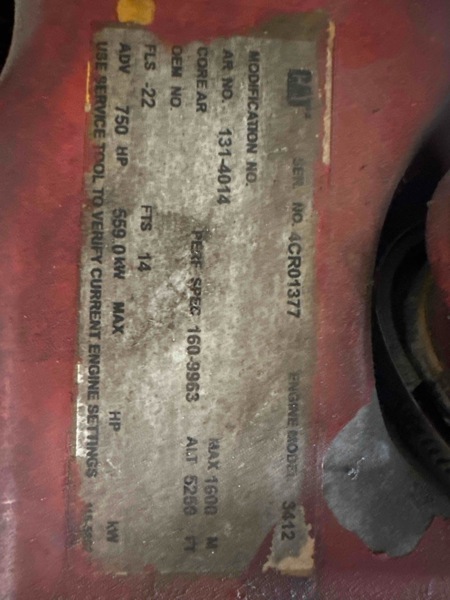 CAT SER. NO. 4CR01377 ENGINE MODEL 3412
MODIFICATION NO.
AR NO. 131-4014 MAX 1600 M
CORE AR PERF SPEC 160-9963 ALT 5250 FT
OEM NO.
FLS -22 FTS 14
ADV 750 HP 559.0 kW MAX HP kW
USE SERVICE TOOL TO VERIFY CURRENT ENGINE SETTINGS